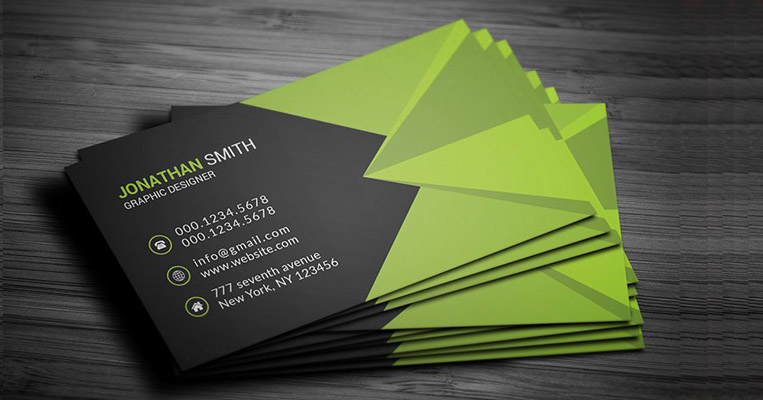 JONATHAN SMITH
GRAPHIC DESIGNER
000.1234.5678
000.1234.5678
info@gmail.com
www.website.com
777 seventh avenue
New York, NY 123456